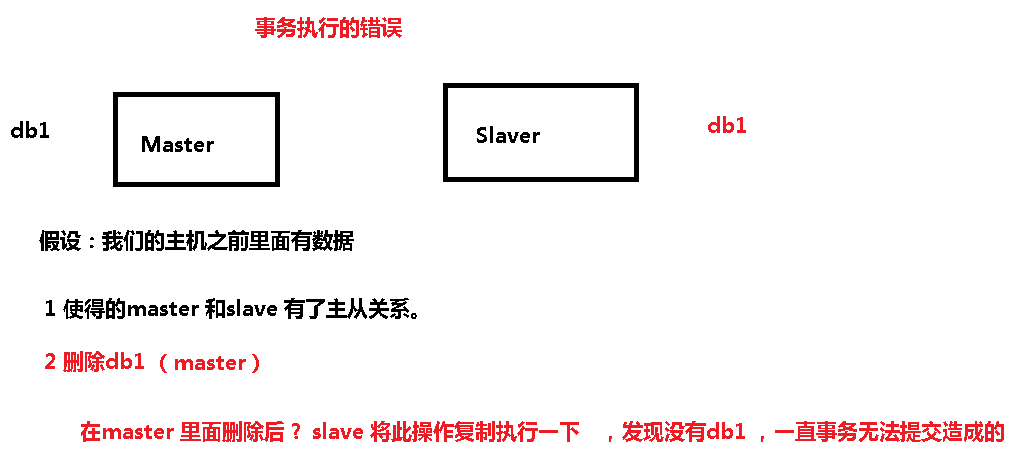 事务执行的错误
db1
Master
Slaver
db1
假设：我们的主机之前里面有数据
1 使得的master 和slave 有了主从关系。
2 删除db1 （ master ）
在master 里面删除后？ slave 将此操作复制执行一下 ，发现没有db1 ，一直事务无法提交造成的